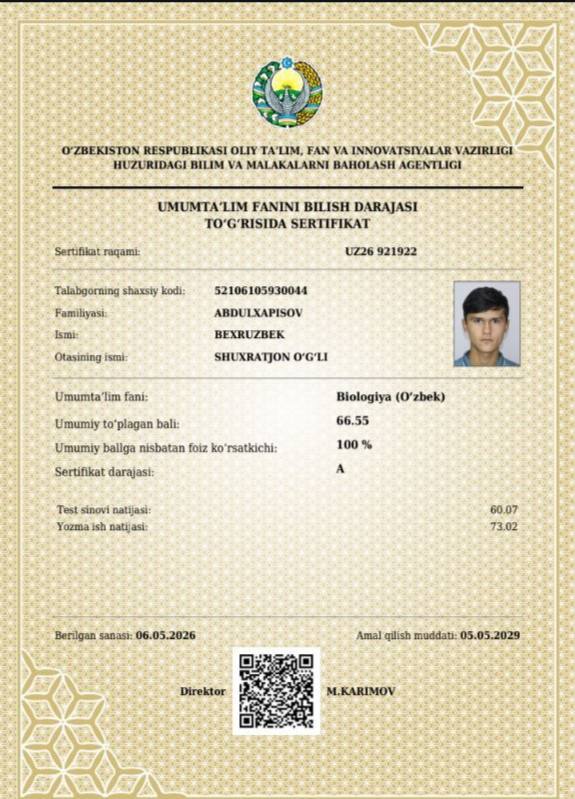 O‘ZBEKISTON RESPUBLIKASI OLIY TA’LIM, FAN VA INNOVATSIYALAR VAZIRLIGI
HUZURIDAGI BILIM VA MALAKALARNI BAHOLASH AGENTLIGI
UMUMTA’LIM FANINI BILISH DARAJASI
TO‘G‘RISIDA SERTIFIKAT
Sertifikat raqami: UZ26 921922
Talabgorning shaxsiy kodi: 52106105930044
Familiyasi: ABDULXAPISOV
Ismi: BEXRUZBEK
Otasining ismi: SHUXRATJON O‘G‘LI
Umumta’lim fani: Biologiya (O‘zbek)
Umumiy to‘plagan bali: 66.55
Umumiy ballga nisbatan foiz ko‘rsatkichi: 100 %
Sertifikat darajasi: A
Test sinovi natijasi: 60.07
Yozma ish natijasi: 73.02
Berilgan sanasi: 06.05.2026 Amal qilish muddati: 05.05.2029
Direktor M.KARIMOV